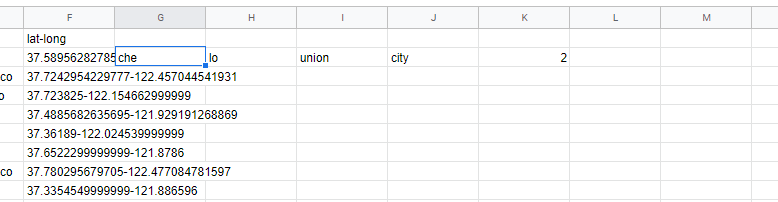 F G H I J K L M
lat-long
37.58956282785 che lo union city 2
co 37.7242954229777-122.457044541931
o 37.723825-122.154662999999
37.4885682635695-121.929191268869
37.36189-122.024539999999
37.6522299999999-121.8786
co 37.780295679705-122.477084781597
37.3354549999999-121.886596